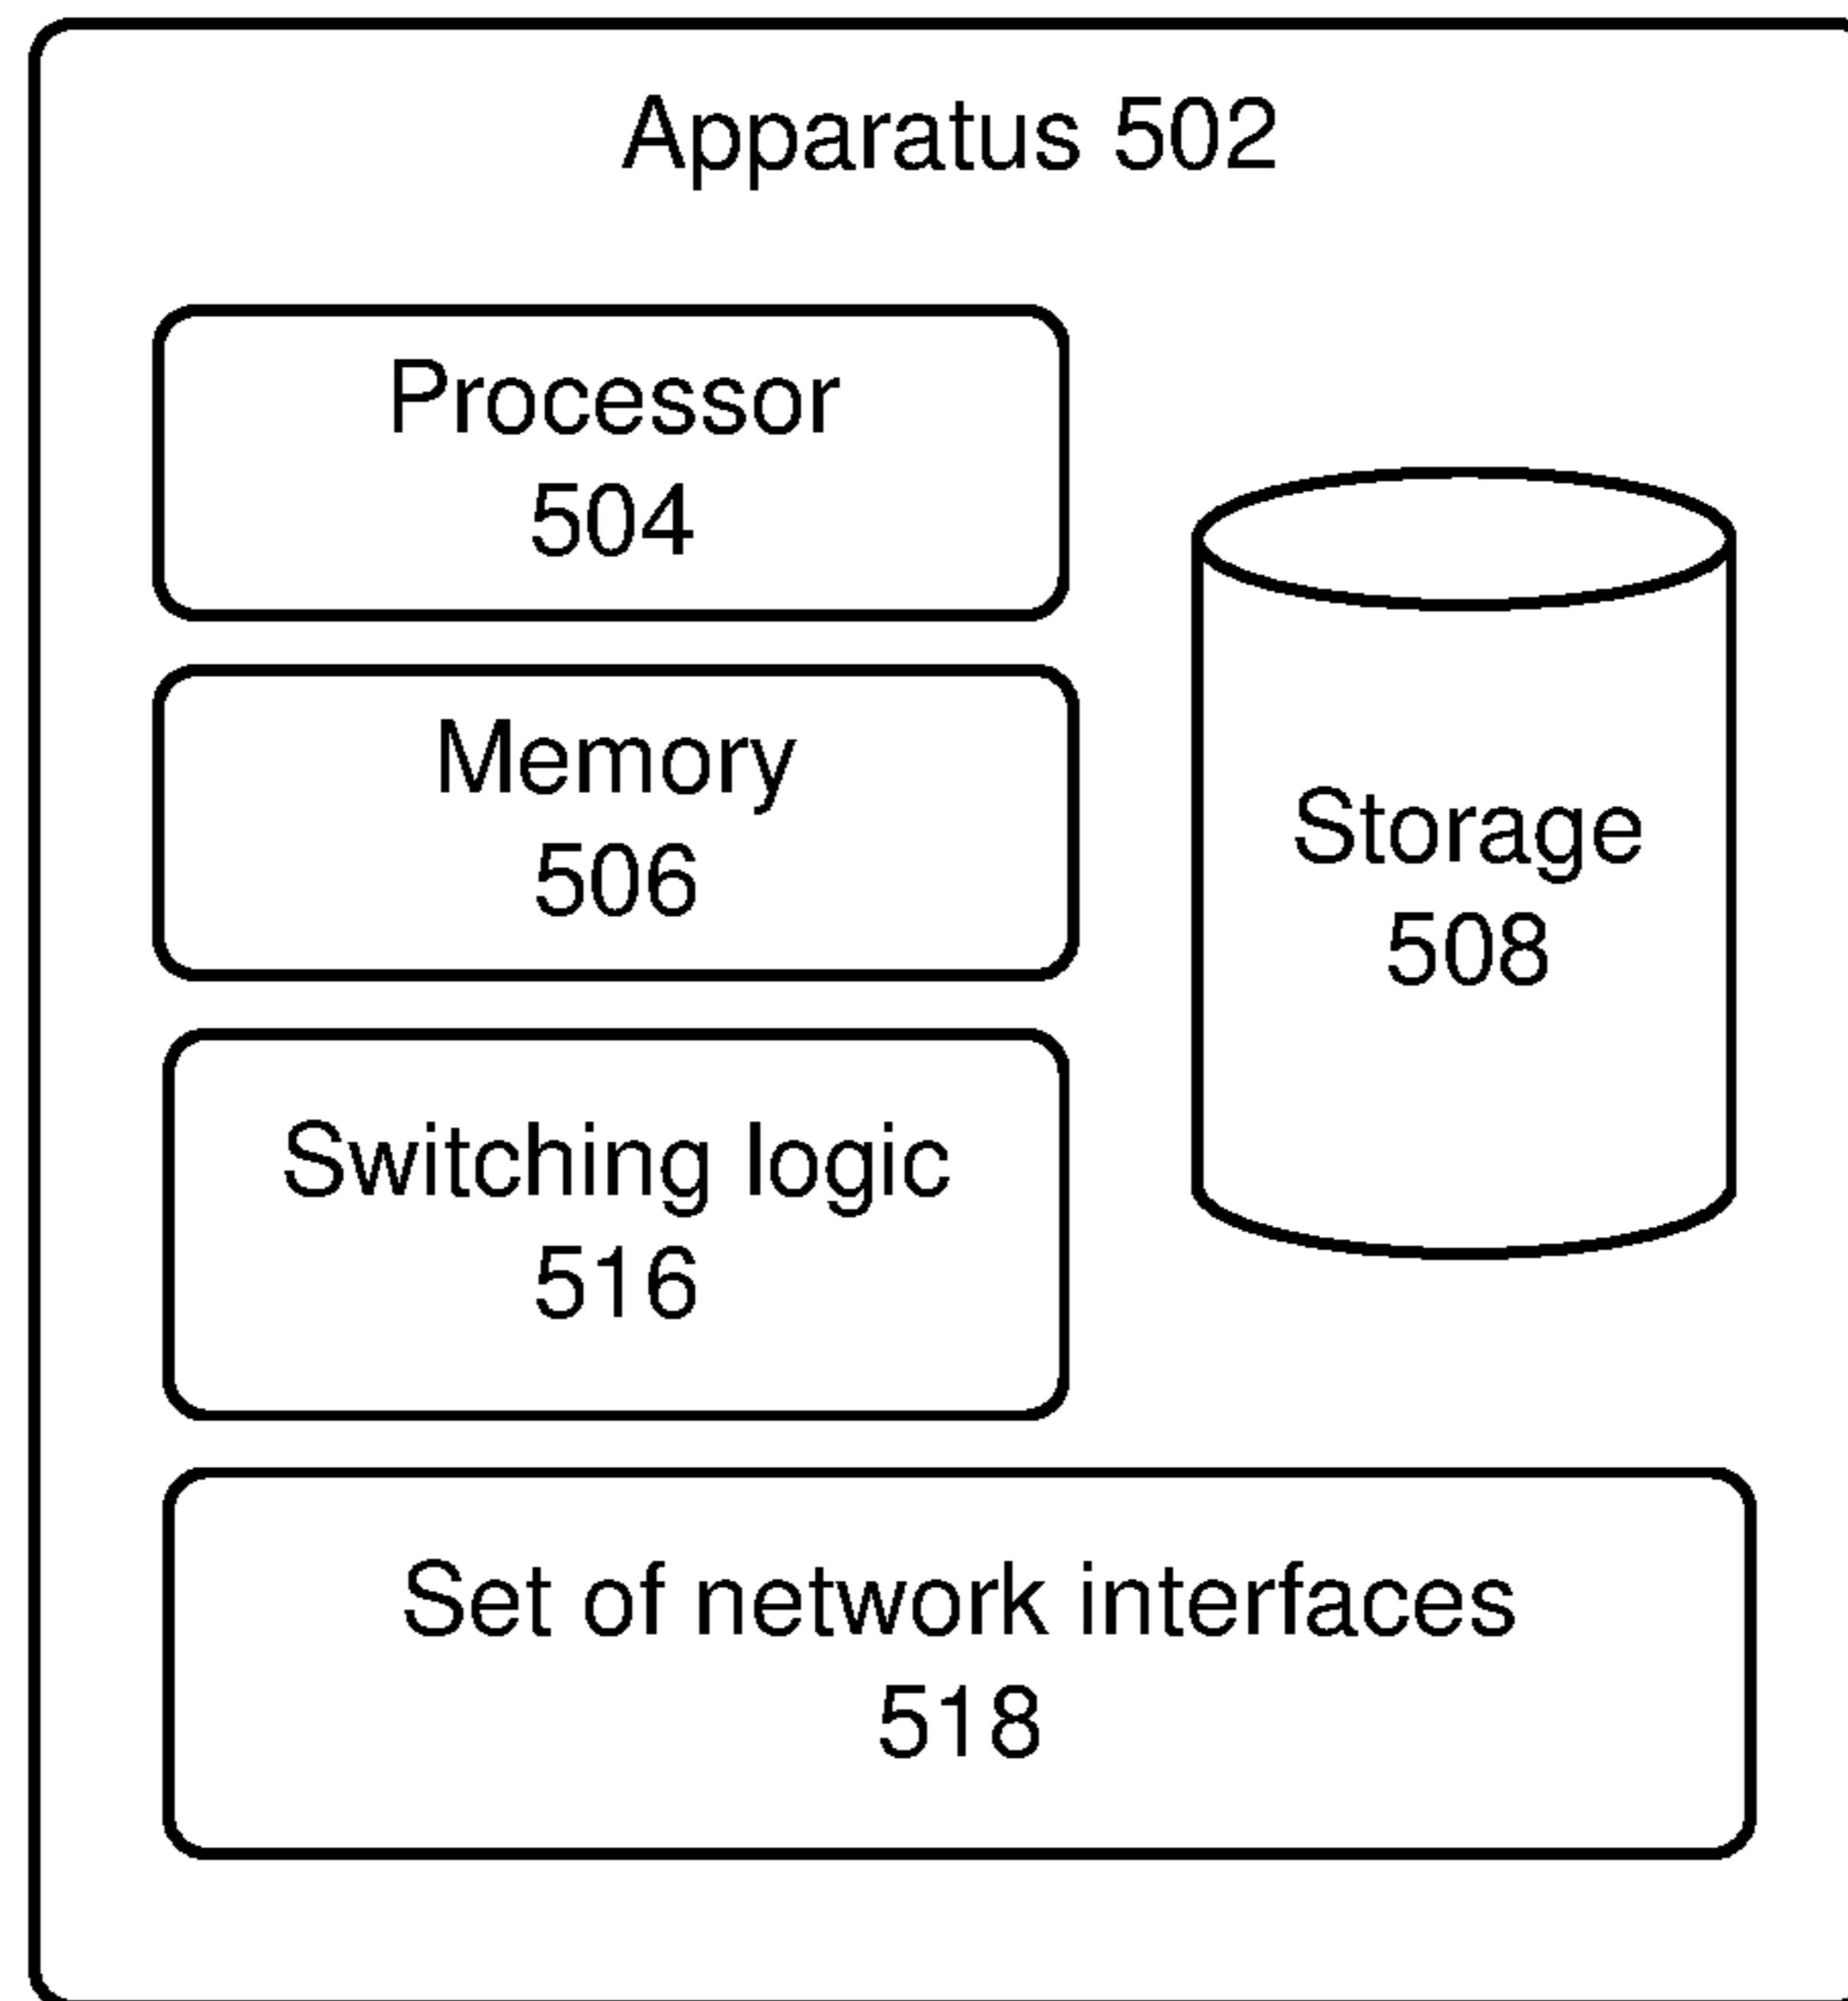 Apparatus 502
Processor
504
Memory
506
Storage
508
Switching logic
516
Set of network interfaces
518